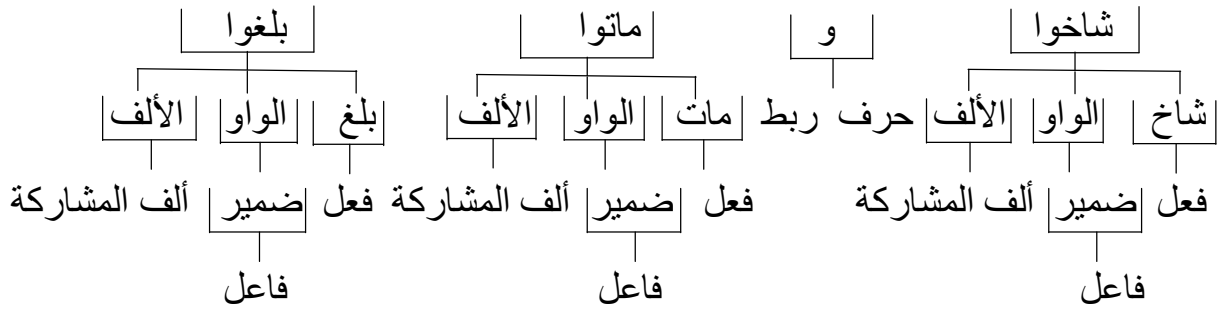 شاخوا و ماتوا بلغوا
شاخ الواو الألف حرف ربط مات الواو الألف بلغ الواو الألف
فعل ضمير ألف المشاركة فعل ضمير ألف المشاركة فعل ضمير ألف المشاركة
فاعل فاعل فاعل